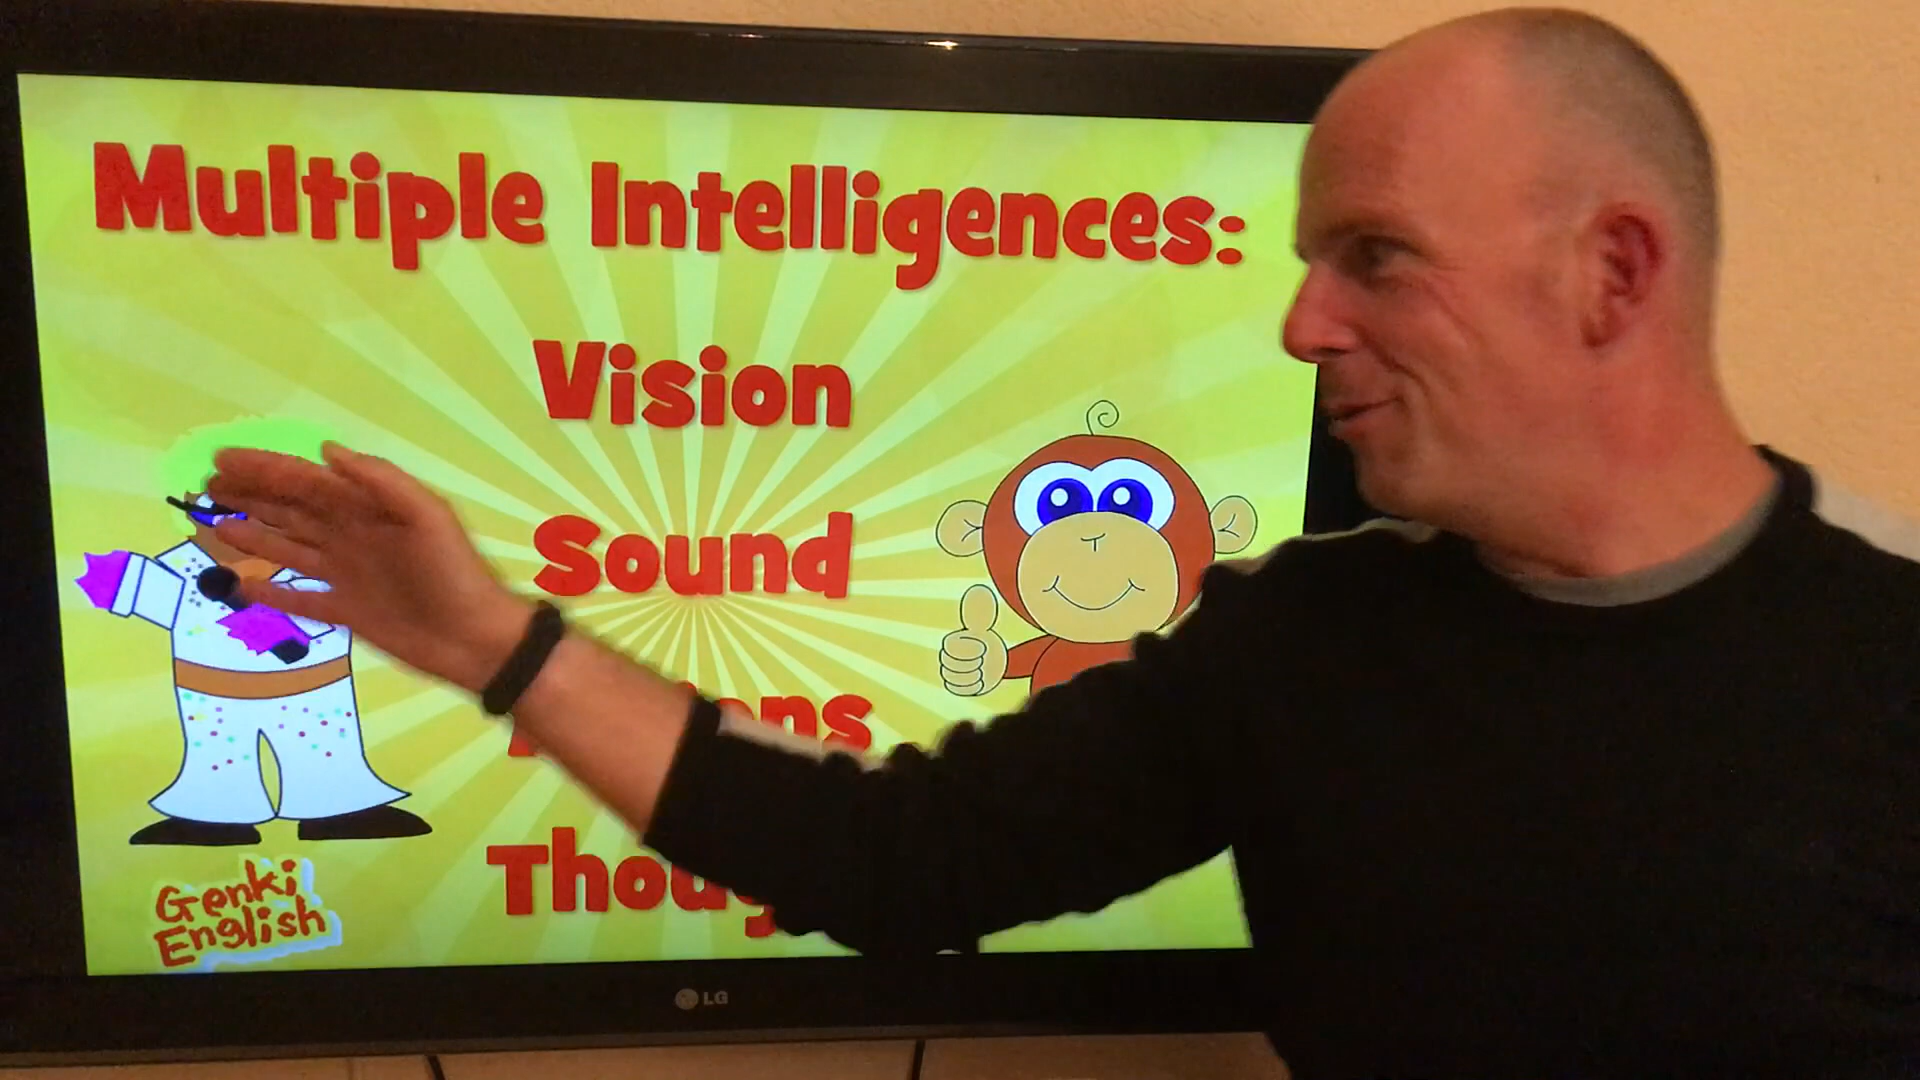 Multiple Intelligences:
Vision
Sound
Genki
English
LG